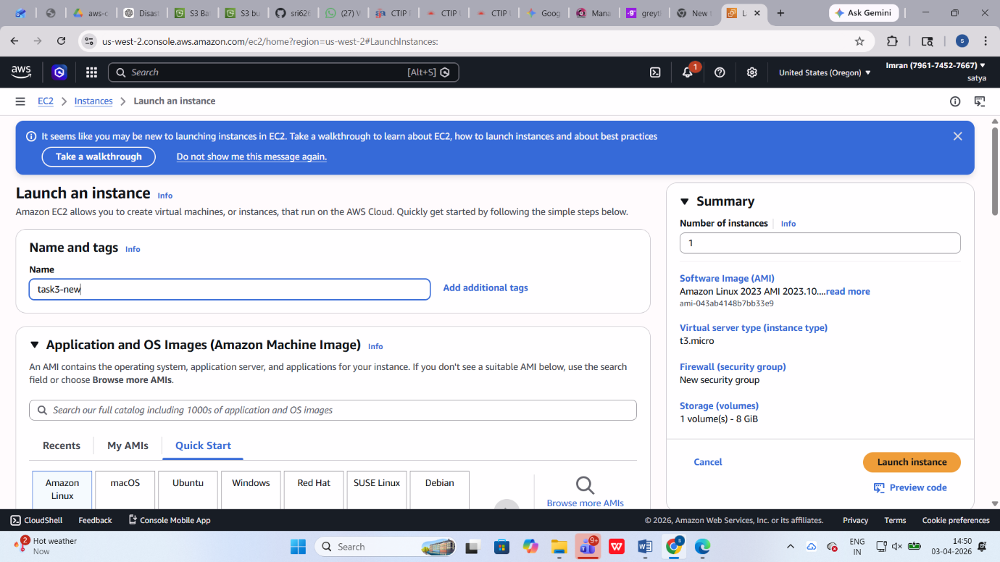 aws-c
Disas
S3 Ba
S3 bu
sri626
(27) V
CTIP
CTIP
CTIP
Goog
Mana
greyt
New t
L
Ask Gemini
us-west-2.console.aws.amazon.com/ec2/home?region=us-west-2#LaunchInstances:
s
aws
Search
[Alt+S]
1
United States (Oregon)
Imran (7961-7452-7667)
satya
EC2
Instances
Launch an instance
It seems like you may be new to launching instances in EC2. Take a walkthrough to learn about EC2, how to launch instances and about best practices
Take a walkthrough
Do not show me this message again.
Launch an instance Info
Amazon EC2 allows you to create virtual machines, or instances, that run on the AWS Cloud. Quickly get started by following the simple steps below.
Name and tags Info
Name
task3-new
Add additional tags
Application and OS Images (Amazon Machine Image) Info
An AMI contains the operating system, application server, and applications for your instance. If you don't see a suitable AMI below, use the search
field or choose Browse more AMIs.
Search our full catalog including 1000s of application and OS images
Recents
My AMIs
Quick Start
Amazon
Linux
macOS
Ubuntu
Windows
Red Hat
SUSE Linux
Debian
Browse more AMIs
Summary
Number of instances
Info
1
Software Image (AMI)
Amazon Linux 2023 AMI 2023.10....read more
ami-043ab4148b7bb33e9
Virtual server type (instance type)
t3.micro
Firewall (security group)
New security group
Storage (volumes)
1 volume(s) - 8 GiB
Cancel
Launch instance
Preview code
CloudShell
Feedback
Console Mobile App
© 2026, Amazon Web Services, Inc. or its affiliates.
Privacy
Terms
Cookie preferences
2
Hot weather
Now
Search
9+
W
W
s
ENG
IN
14:50
03-04-2026